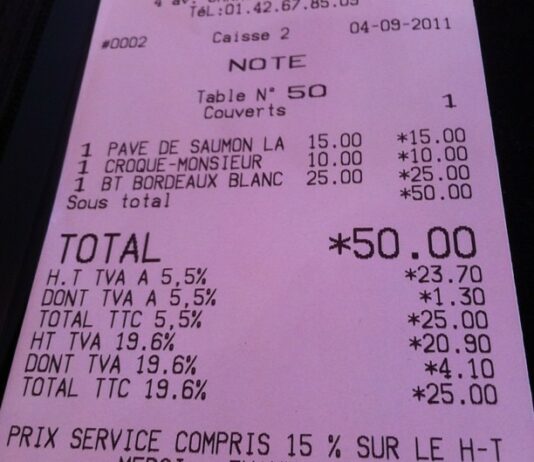 TéL:01.42.67.85.05
#0002 Caisse 2 04-09-2011
NOTE
Table N° 50
Couverts 1
1 PAVE DE SAUMON LA 15.00 *15.00
1 CROQUE-MONSIEUR 10.00 *10.00
1 BT BORDEAUX BLANC 25.00 *25.00
Sous total *50.00
TOTAL *50.00
H.T TVA A 5,5% *23.70
DONT TVA A 5,5% *1.30
TOTAL TTC 5,5% *25.00
HT TVA 19.6% *20.90
DONT TVA 19.6% *4.10
TOTAL TTC 19.6% *25.00
PRIX SERVICE COMPRIS 15 % SUR LE H-T